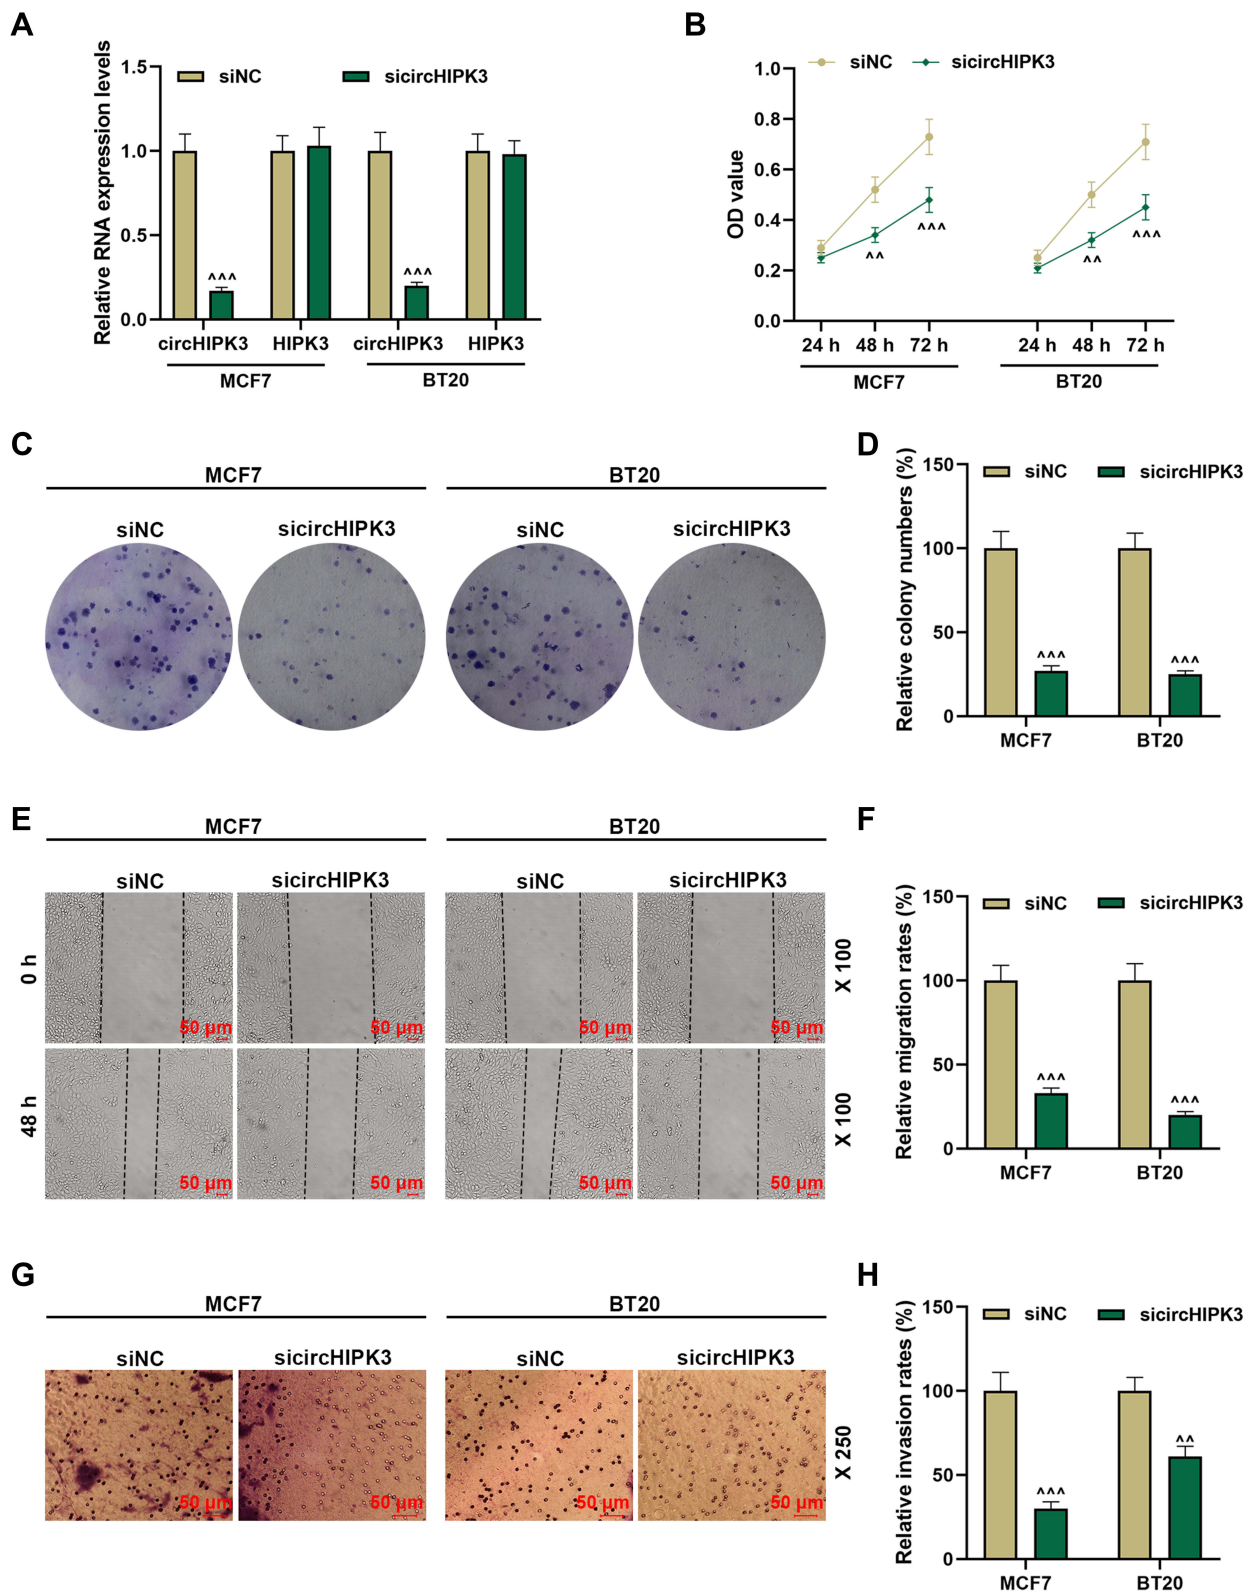 A
Relative RNA expression levels
siNC
sicircHIPK3
1.5
1.0
0.5
0.0
^^^
^^^
circHIPK3
HIPK3
circHIPK3
HIPK3
MCF7
BT20
B
OD value
siNC
sicircHIPK3
1.0
0.8
0.6
0.4
0.2
0.0
^^
^^^
^^
^^^
24 h
48 h
72 h
24 h
48 h
72 h
MCF7
BT20
C
MCF7
BT20
siNC
sicircHIPK3
siNC
sicircHIPK3
D
Relative colony numbers (%)
siNC
sicircHIPK3
150
100
50
0
^^^
^^^
MCF7
BT20
E
MCF7
BT20
siNC
sicircHIPK3
siNC
sicircHIPK3
0 h
50 μm
50 μm
50 μm
50 μm
X 100
48 h
50 μm
50 μm
50 μm
50 μm
X 100
F
Relative migration rates (%)
siNC
sicircHIPK3
150
100
50
0
^^^
^^^
MCF7
BT20
G
MCF7
BT20
siNC
sicircHIPK3
siNC
sicircHIPK3
50 μm
50 μm
50 μm
50 μm
X 250
H
Relative invasion rates (%)
siNC
sicircHIPK3
150
100
50
0
^^^
^^
MCF7
BT20